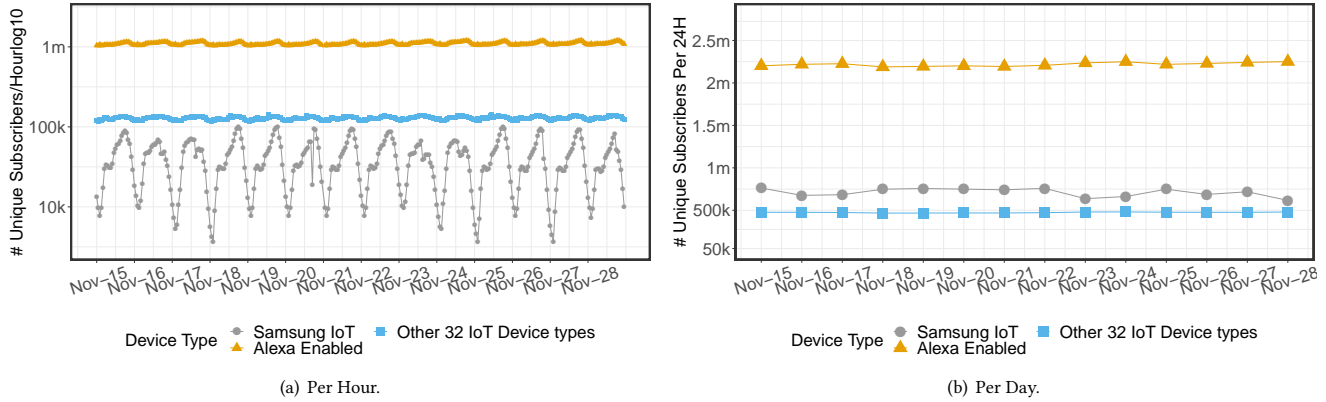 # Unique Subscribers/Hourlog10
1m
100k
10k
Nov−15
Nov−16
Nov−17
Nov−18
Nov−19
Nov−20
Nov−21
Nov−22
Nov−23
Nov−24
Nov−25
Nov−26
Nov−27
Nov−28
Device Type
Samsung IoT
Alexa Enabled
Other 32 IoT Device types
(a) Per Hour.
# Unique Subscribers Per 24H
2.5m
2m
1.5m
1m
500k
50k
Nov−15
Nov−16
Nov−17
Nov−18
Nov−19
Nov−20
Nov−21
Nov−22
Nov−23
Nov−24
Nov−25
Nov−26
Nov−27
Nov−28
Device Type
Samsung IoT
Alexa Enabled
Other 32 IoT Device types
(b) Per Day.